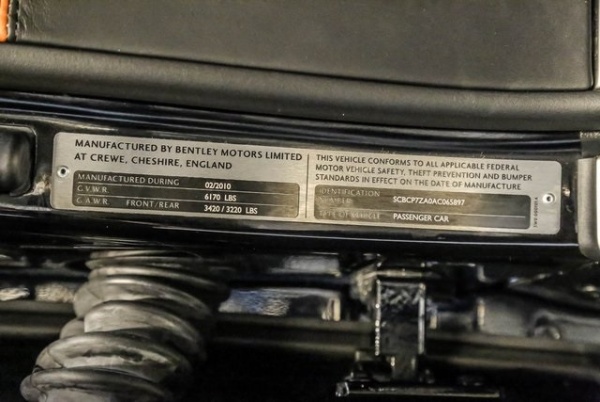 MANUFACTURED BY BENTLEY MOTORS LIMITED
AT CREWE, CHESHIRE, ENGLAND
MANUFACTURED DURING 02/2010
G.V.W.R. 6170 LBS
G.A.W.R. FRONT/REAR 3420 / 3220 LBS
THIS VEHICLE CONFORMS TO ALL APPLICABLE FEDERAL
MOTOR VEHICLE SAFETY, THEFT PREVENTION AND BUMPER
STANDARDS IN EFFECT ON THE DATE OF MANUFACTURE
IDENTIFICATION
NUMBER SCBCP7ZA0AC065897
TYPE OF VEHICLE PASSENGER CAR